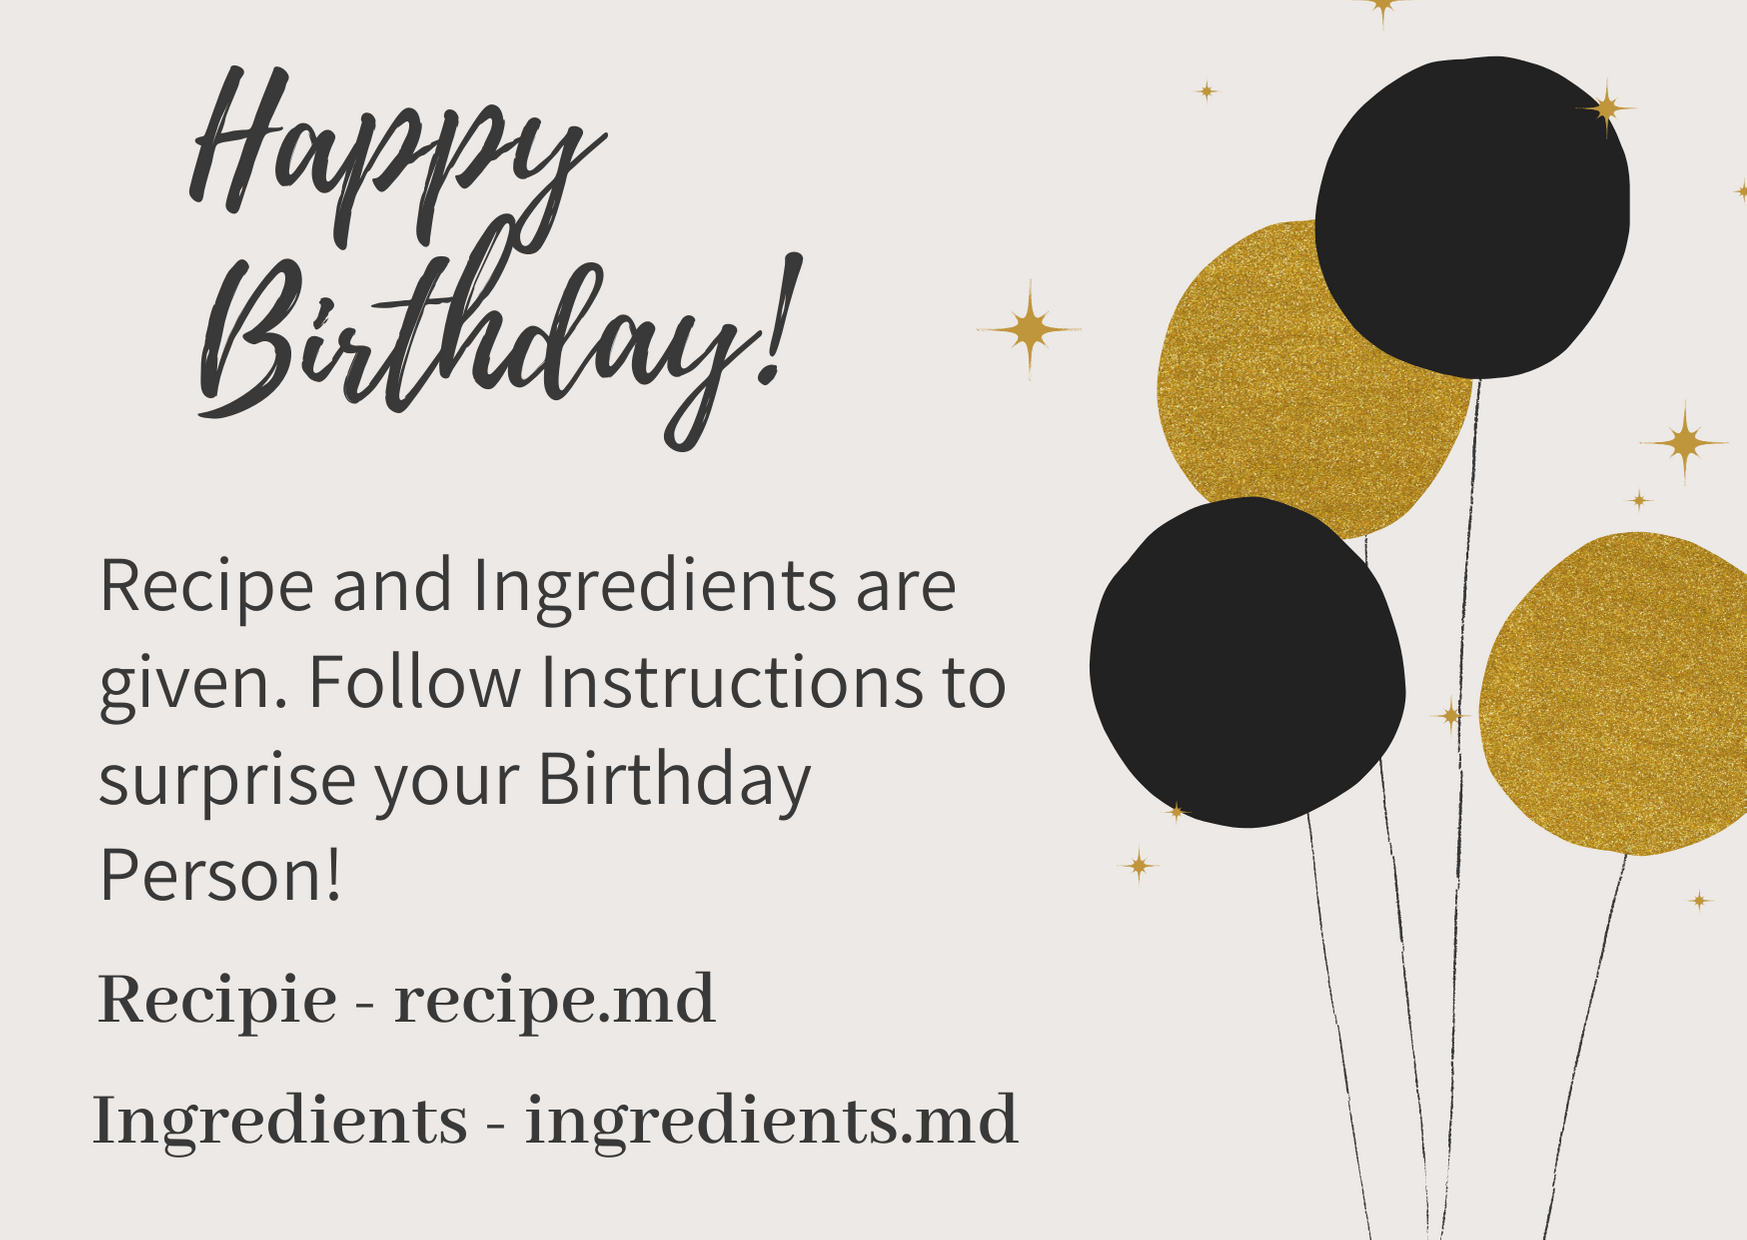 Happy
Birthday!
Recipe and Ingredients are
given. Follow Instructions to
surprise your Birthday
Person!
Recipie - recipe.md
Ingredients - ingredients.md